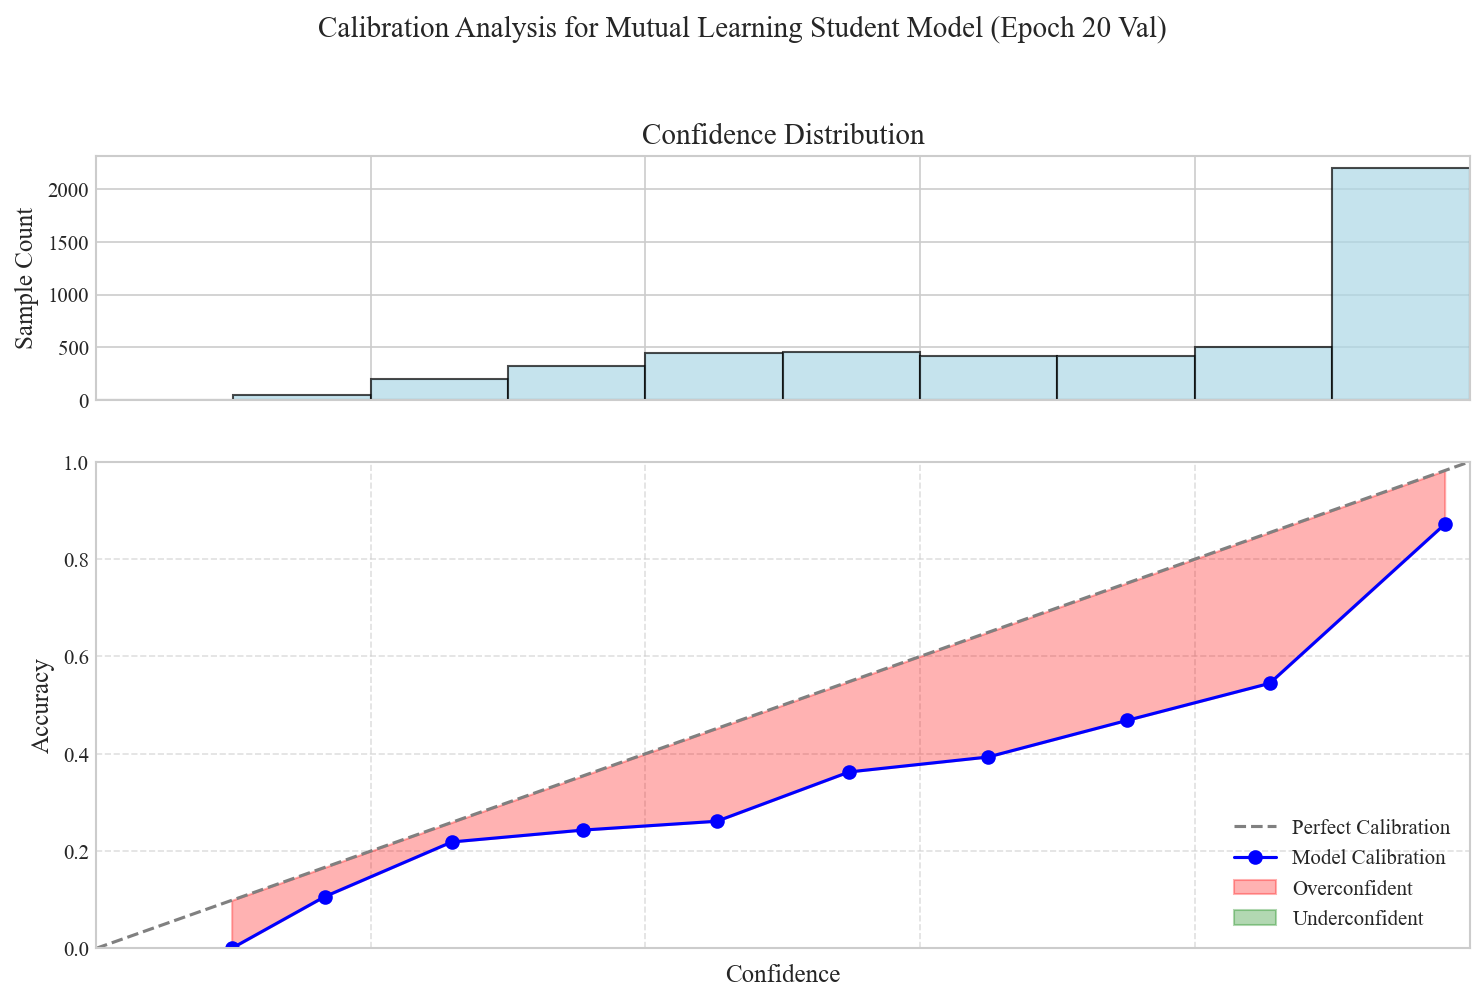 Calibration Analysis for Mutual Learning Student Model (Epoch 20 Val)
Confidence Distribution
Sample Count
2000
1500
1000
500
0
Accuracy
1.0
0.8
0.6
0.4
0.2
0.0
Perfect Calibration
Model Calibration
Overconfident
Underconfident
Confidence